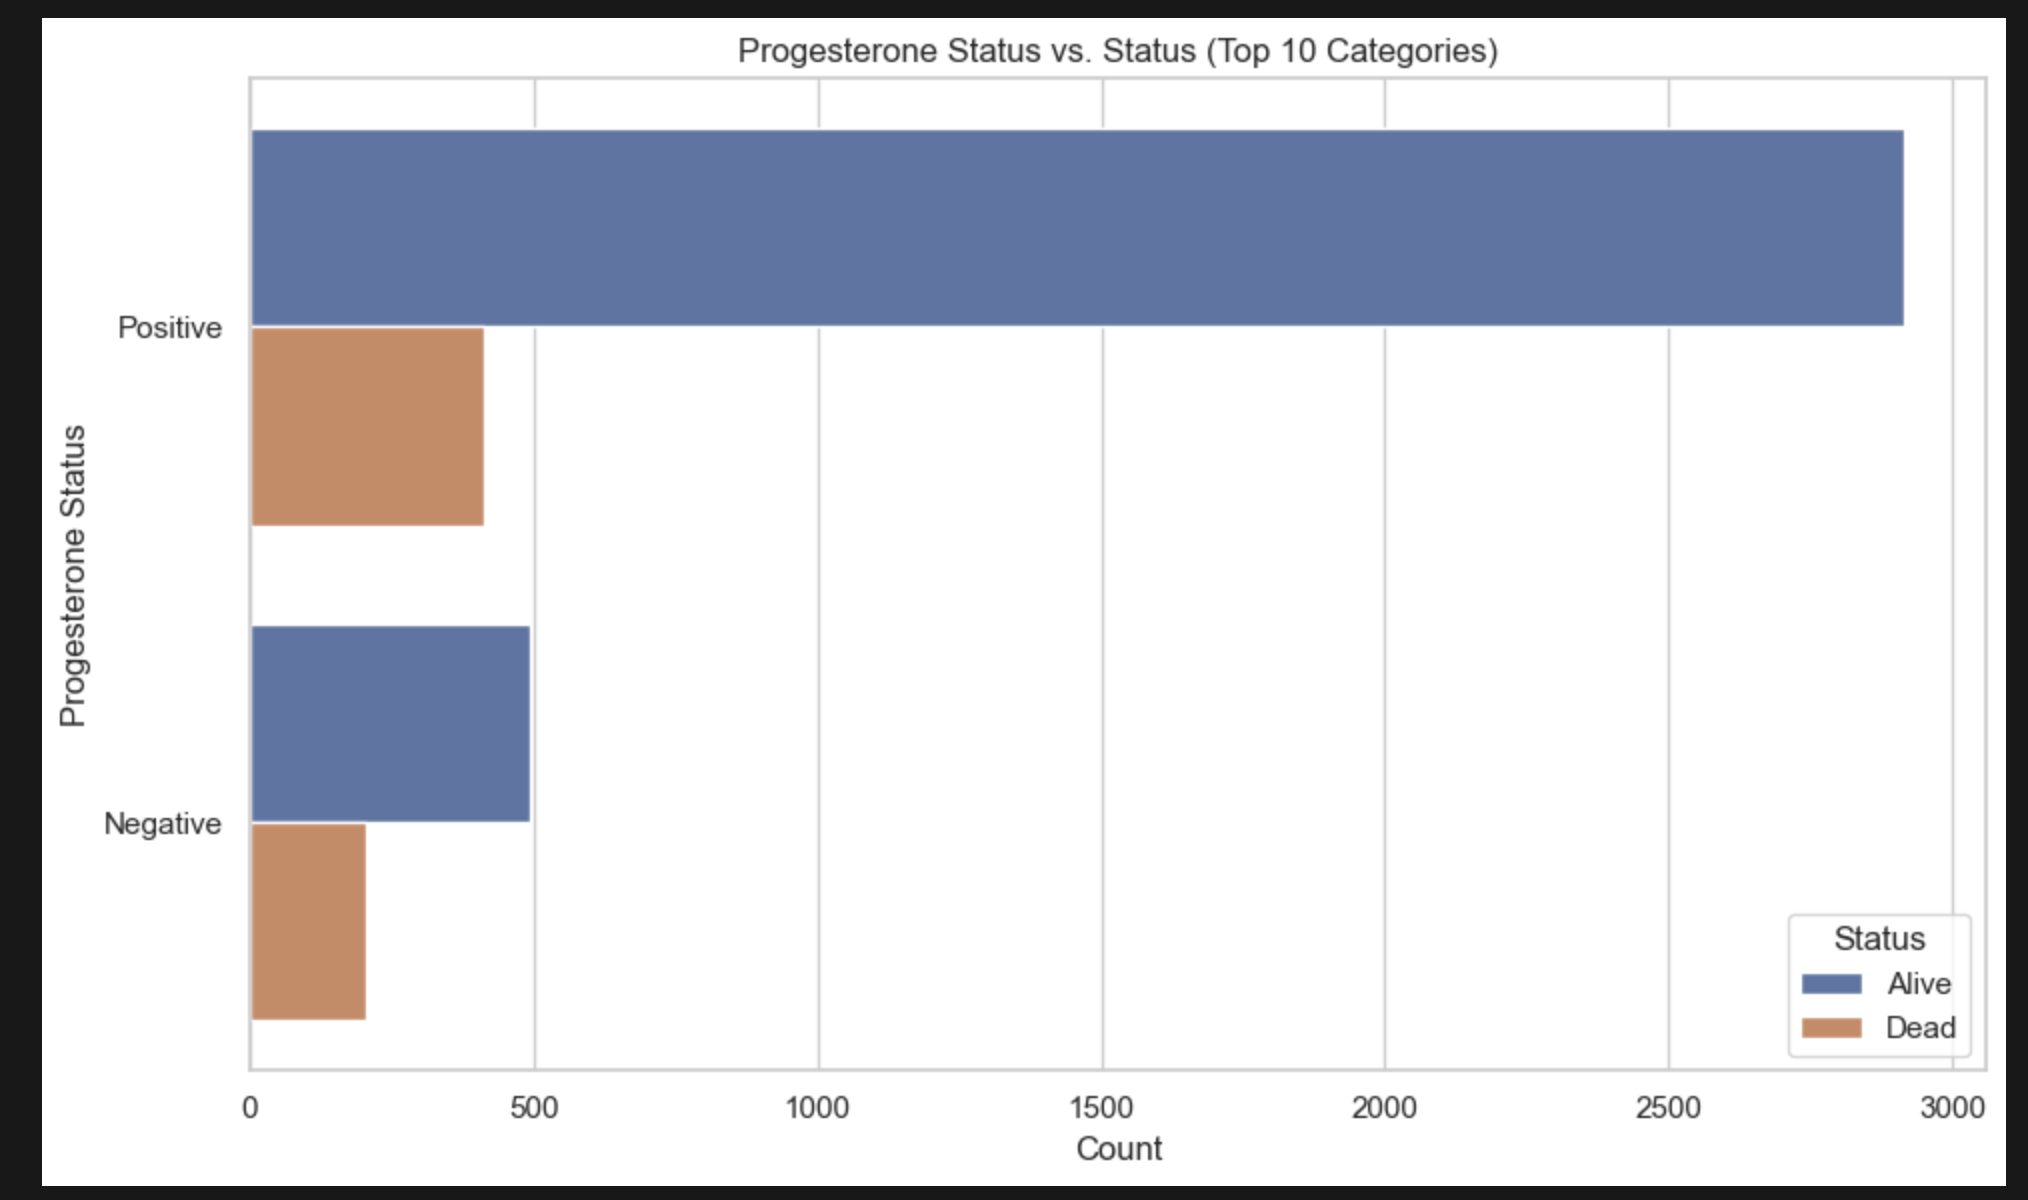 Progesterone Status vs. Status (Top 10 Categories)
Progesterone Status
Positive
Negative
Status
Alive
Dead
0 500 1000 1500 2000 2500 3000
Count